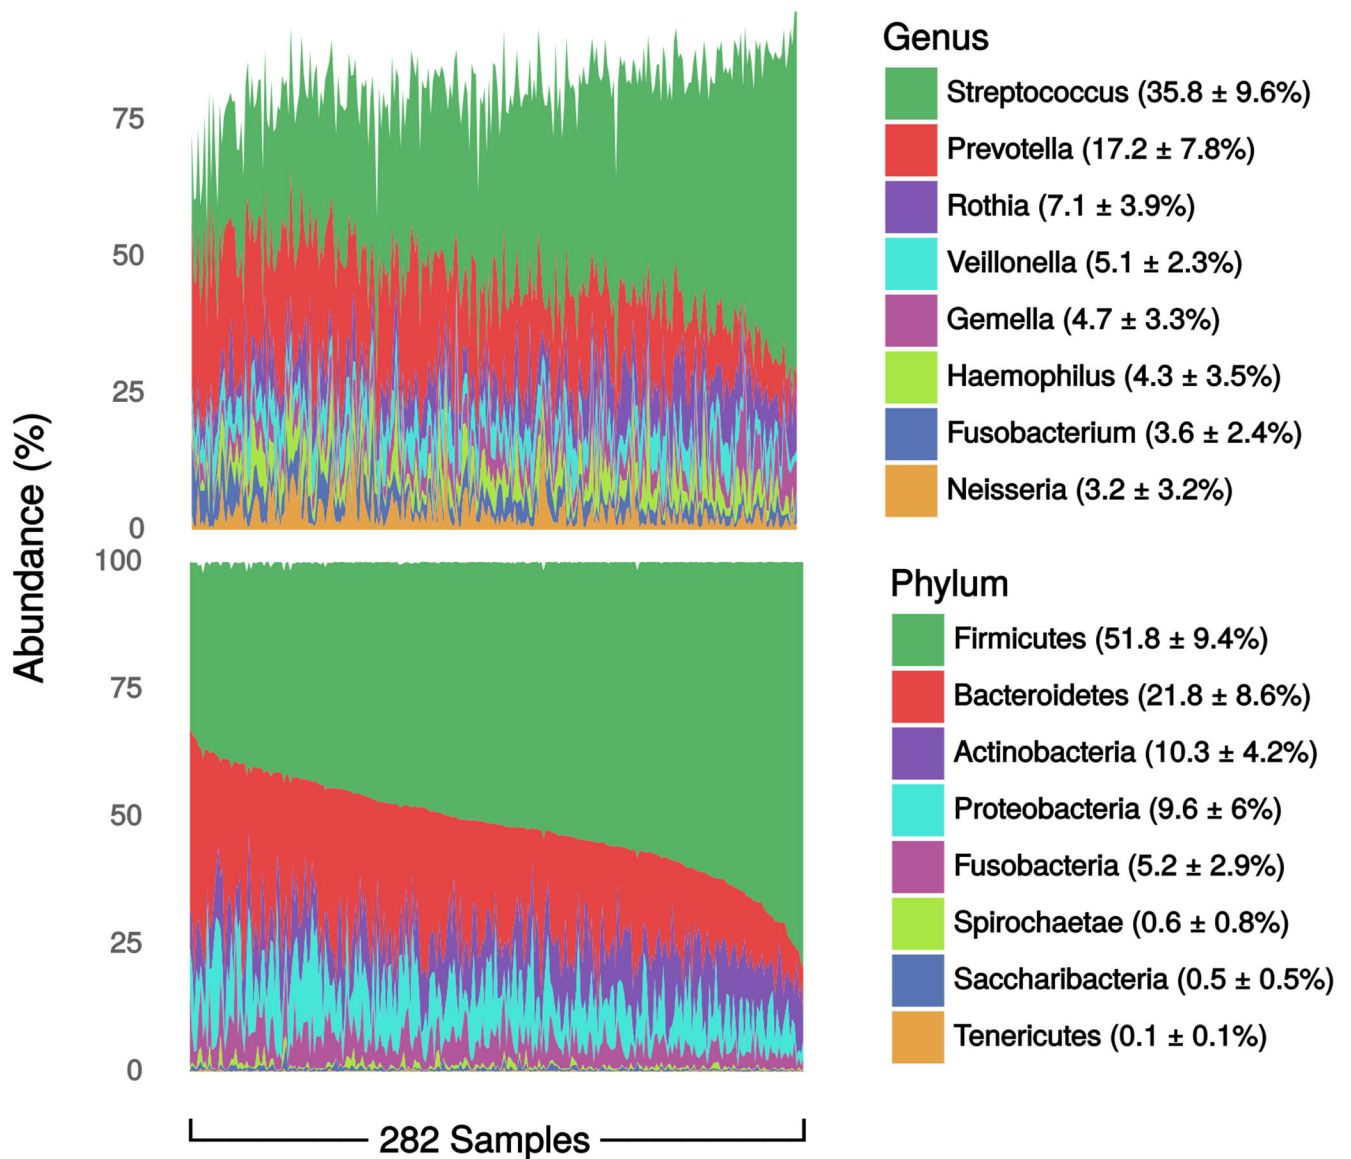 Genus
Streptococcus (35.8 ± 9.6%)
Prevotella (17.2 ± 7.8%)
Rothia (7.1 ± 3.9%)
Veillonella (5.1 ± 2.3%)
Gemella (4.7 ± 3.3%)
Haemophilus (4.3 ± 3.5%)
Fusobacterium (3.6 ± 2.4%)
Neisseria (3.2 ± 3.2%)
75
50
25
0
Abundance (%)
100
75
50
25
0
Phylum
Firmicutes (51.8 ± 9.4%)
Bacteroidetes (21.8 ± 8.6%)
Actinobacteria (10.3 ± 4.2%)
Proteobacteria (9.6 ± 6%)
Fusobacteria (5.2 ± 2.9%)
Spirochaetae (0.6 ± 0.8%)
Saccharibacteria (0.5 ± 0.5%)
Tenericutes (0.1 ± 0.1%)
282 Samples